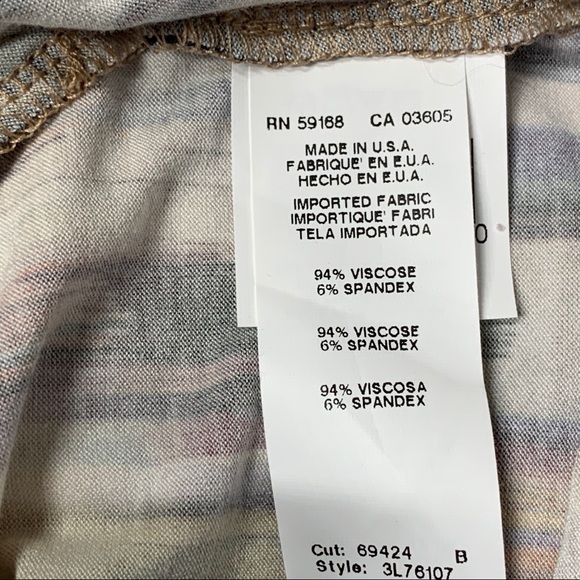 RN 59168 CA 03605
MADE IN U.S.A.
FABRIQUE' EN E.U.A.
HECHO EN E.U.A.
IMPORTED FABRIC
IMPORTIQUE' FABRI
TELA IMPORTADA
94% VISCOSE
6% SPANDEX
94% VISCOSE
6% SPANDEX
94% VISCOSA
6% SPANDEX
Cut: 69424 B
Style: 3L76107